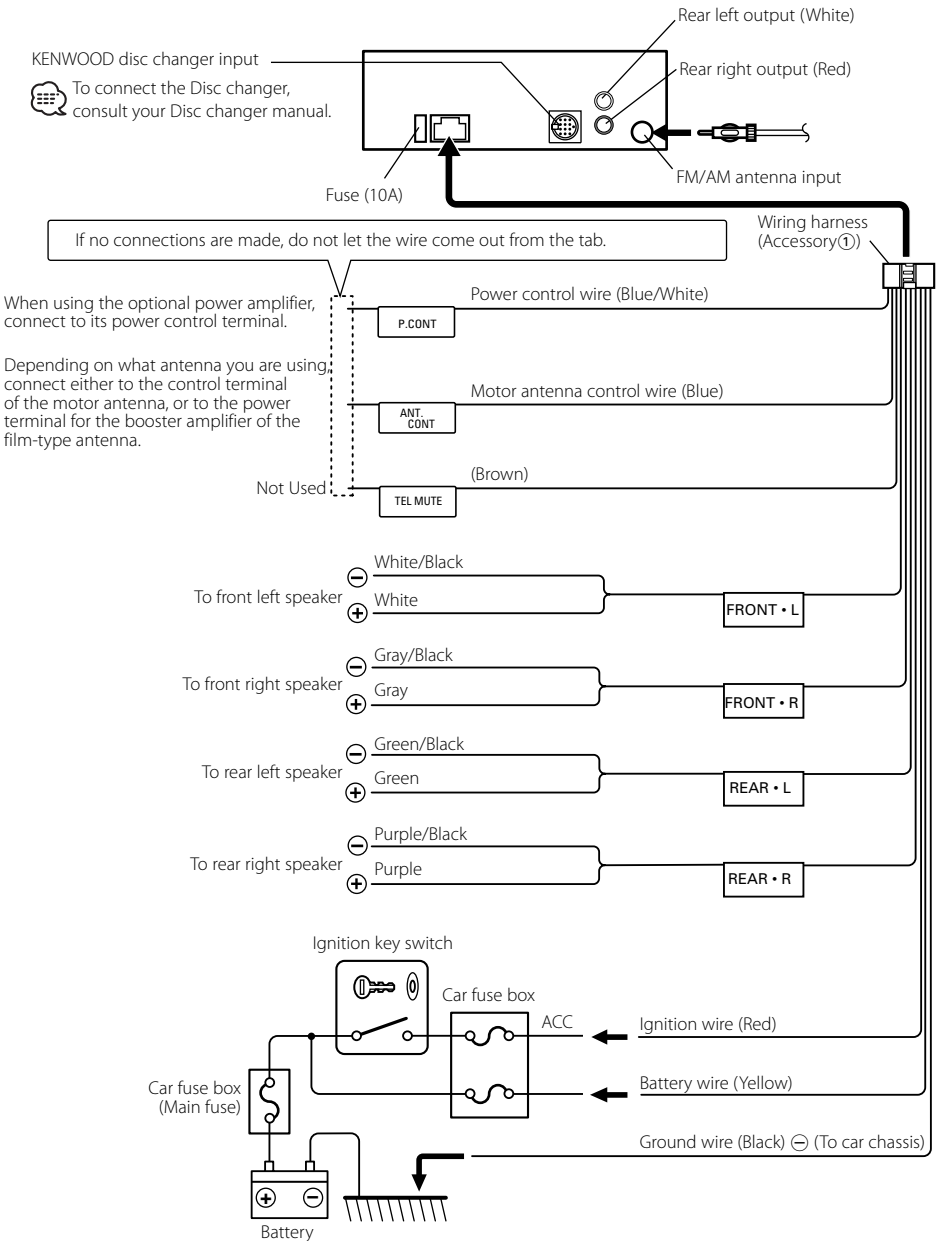 Rear left output (White)
KENWOOD disc changer input
Rear right output (Red)
To connect the Disc changer,
consult your Disc changer manual.
FM/AM antenna input
Fuse (10A)
Wiring harness
(Accessory①)
If no connections are made, do not let the wire come out from the tab.
When using the optional power amplifier,
connect to its power control terminal.
Power control wire (Blue/White)
P.CONT
Depending on what antenna you are using,
connect either to the control terminal
of the motor antenna, or to the power
terminal for the booster amplifier of the
film-type antenna.
Motor antenna control wire (Blue)
ANT.
CONT
Not Used
(Brown)
TEL MUTE
To front left speaker
⊖ White/Black
⊕ White
FRONT • L
To front right speaker
⊖ Gray/Black
⊕ Gray
FRONT • R
To rear left speaker
⊖ Green/Black
⊕ Green
REAR • L
To rear right speaker
⊖ Purple/Black
⊕ Purple
REAR • R
Ignition key switch
Car fuse box
ACC
Ignition wire (Red)
Car fuse box
(Main fuse)
Battery wire (Yellow)
Ground wire (Black) ⊖ (To car chassis)
⊕ ⊖
Battery